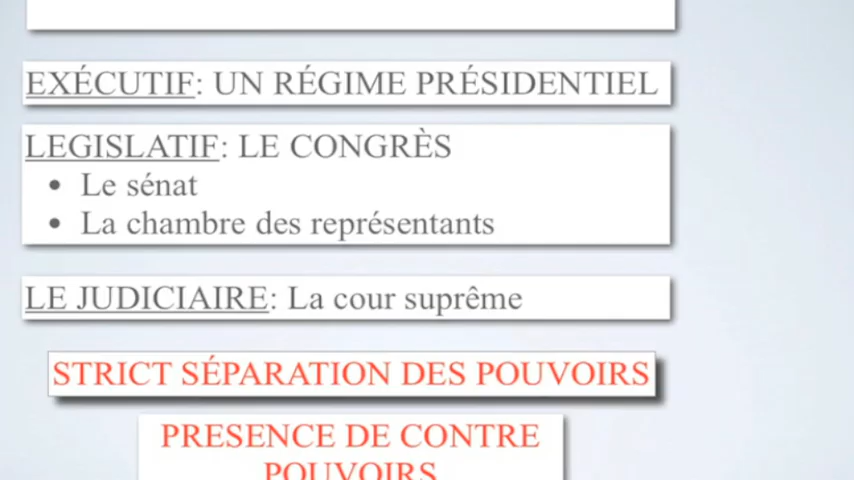 EXÉCUTIF: UN RÉGIME PRÉSIDENTIEL
LEGISLATIF: LE CONGRÈS
• Le sénat
• La chambre des représentants
LE JUDICIAIRE: La cour suprême
STRICT SÉPARATION DES POUVOIRS
PRESENCE DE CONTRE
POUVOIRS